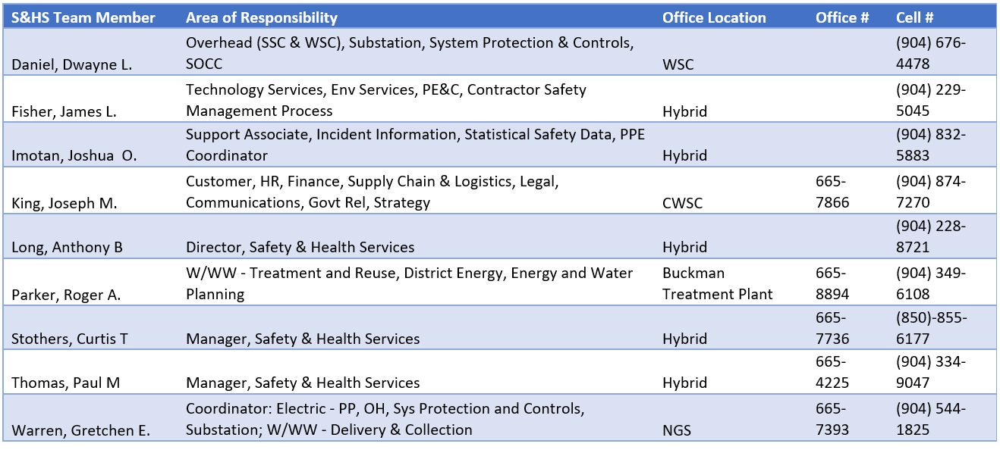 S&HS Team Member Area of Responsibility Office Location Office # Cell #
Overhead (SSC & WSC), Substation, System Protection & Controls, (904) 676-
Daniel, Dwayne L. SOCC WSC 4478
Technology Services, Env Services, PE&C, Contractor Safety (904) 229-
Fisher, James L. Management Process Hybrid 5045
Support Associate, Incident Information, Statistical Safety Data, PPE (904) 832-
Imotan, Joshua  O. Coordinator Hybrid 5883
Customer, HR, Finance, Supply Chain & Logistics, Legal, 665- (904) 874-
King, Joseph M. Communications, Govt Rel, Strategy CWSC 7866 7270
(904) 228-
Long, Anthony B Director, Safety & Health Services Hybrid 8721
W/WW - Treatment and Reuse, District Energy, Energy and Water Buckman 665- (904) 349-
Parker, Roger A. Planning Treatment Plant 8894 6108
665- (850)-855-
Stothers, Curtis T Manager, Safety & Health Services Hybrid 7736 6177
665- (904) 334-
Thomas, Paul M Manager, Safety & Health Services Hybrid 4225 9047
Coordinator: Electric - PP, OH, Sys Protection and Controls, 665- (904) 544-
Warren, Gretchen E. Substation; W/WW - Delivery & Collection NGS 7393 1825